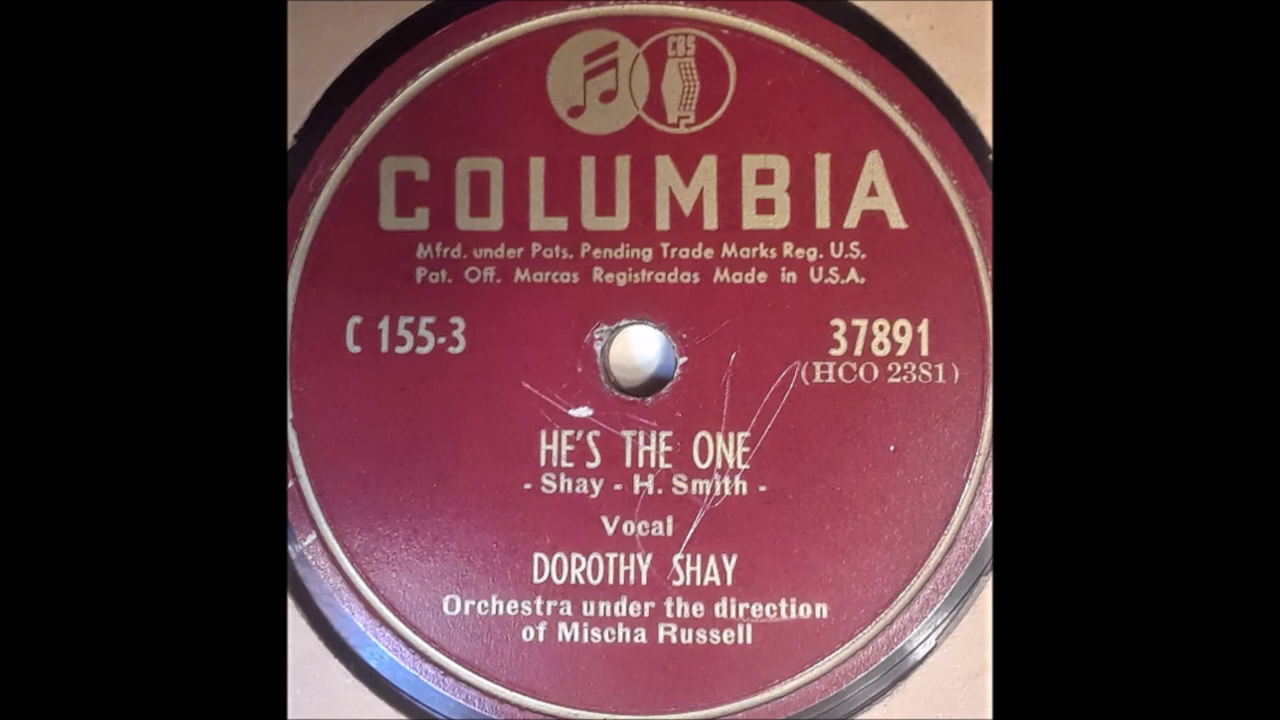 CBS
COLUMBIA
Mfrd. under Pats. Pending Trade Marks Reg. U.S.
Pat. Off. Marcas Registradas Made in U.S.A.
C 155-3
37891
(HCO 2381)
HE'S THE ONE
- Shay - H. Smith -
Vocal
DOROTHY SHAY
Orchestra under the direction
of Mischa Russell